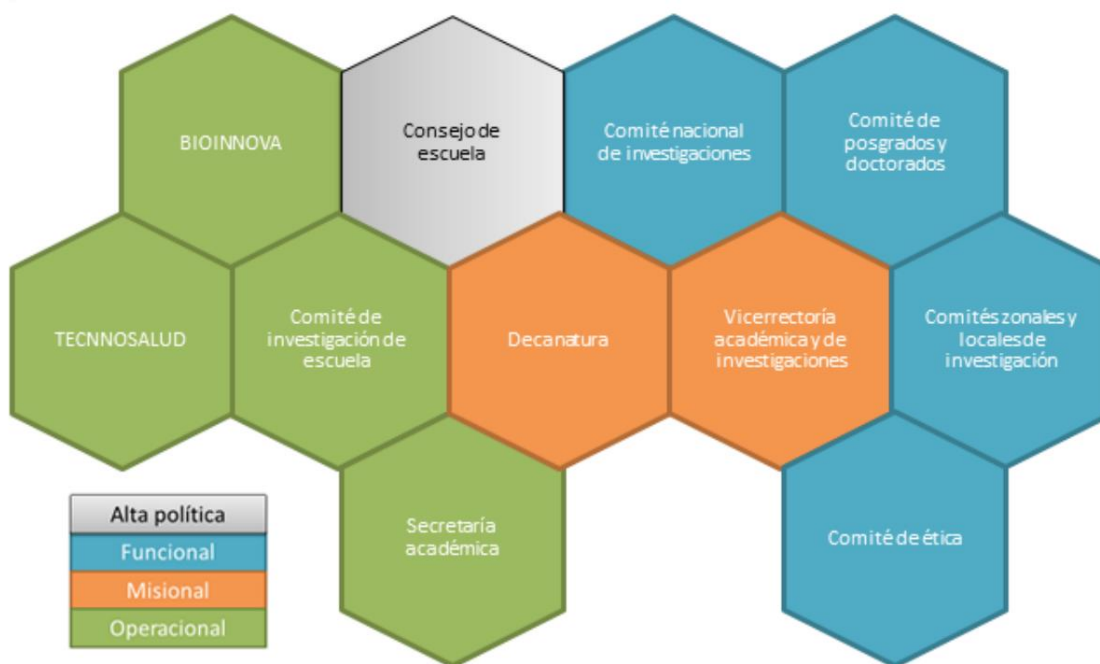 BIOINNOVA
Consejo de
escuela
Comité nacional
de investigaciones
Comité de
posgrados y
doctorados
TECNNOSALUD
Comité de
investigación de
escuela
Decanatura
Vicerrectoría
académica y de
investigaciones
Comités zonales y
locales de
investigación
Secretaría
académica
Comité de ética
Alta política
Funcional
Misional
Operacional